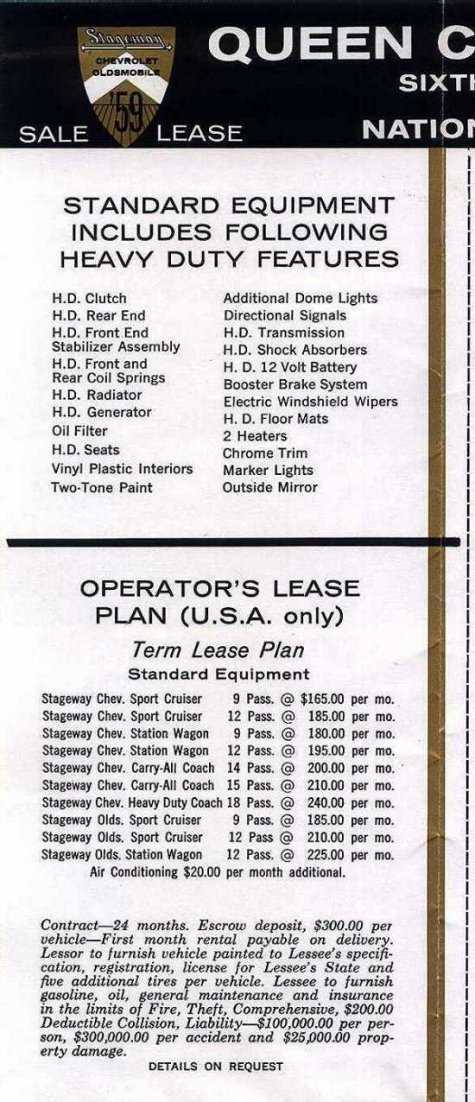 Stageway
CHEVROLET
OLDSMOBILE
'59
SALE LEASE
QUEEN C
SIXTH
NATION
STANDARD EQUIPMENT
INCLUDES FOLLOWING
HEAVY DUTY FEATURES
H.D. Clutch
H.D. Rear End
H.D. Front End
Stabilizer Assembly
H.D. Front and
Rear Coil Springs
H.D. Radiator
H.D. Generator
Oil Filter
H.D. Seats
Vinyl Plastic Interiors
Two-Tone Paint
Additional Dome Lights
Directional Signals
H.D. Transmission
H.D. Shock Absorbers
H. D. 12 Volt Battery
Booster Brake System
Electric Windshield Wipers
H. D. Floor Mats
2 Heaters
Chrome Trim
Marker Lights
Outside Mirror
OPERATOR'S LEASE
PLAN (U.S.A. only)
Term Lease Plan
Standard Equipment
Stageway Chev. Sport Cruiser 9 Pass. @ $165.00 per mo.
Stageway Chev. Sport Cruiser 12 Pass. @ 185.00 per mo.
Stageway Chev. Station Wagon 9 Pass. @ 180.00 per mo.
Stageway Chev. Station Wagon 12 Pass. @ 195.00 per mo.
Stageway Chev. Carry-All Coach 14 Pass. @ 200.00 per mo.
Stageway Chev. Carry-All Coach 15 Pass. @ 210.00 per mo.
Stageway Chev. Heavy Duty Coach 18 Pass. @ 240.00 per mo.
Stageway Olds. Sport Cruiser 9 Pass. @ 185.00 per mo.
Stageway Olds. Sport Cruiser 12 Pass @ 210.00 per mo.
Stageway Olds. Station Wagon 12 Pass. @ 225.00 per mo.
Air Conditioning $20.00 per month additional.
Contract—24 months. Escrow deposit, $300.00 per
vehicle—First month rental payable on delivery.
Lessor to furnish vehicle painted to Lessee's specifi-
cation, registration, license for Lessee's State and
five additional tires per vehicle. Lessee to furnish
gasoline, oil, general maintenance and insurance
in the limits of Fire, Theft, Comprehensive, $200.00
Deductible Collision, Liability—$100,000.00 per per-
son, $300,000.00 per accident and $25,000.00 prop-
erty damage.
DETAILS ON REQUEST